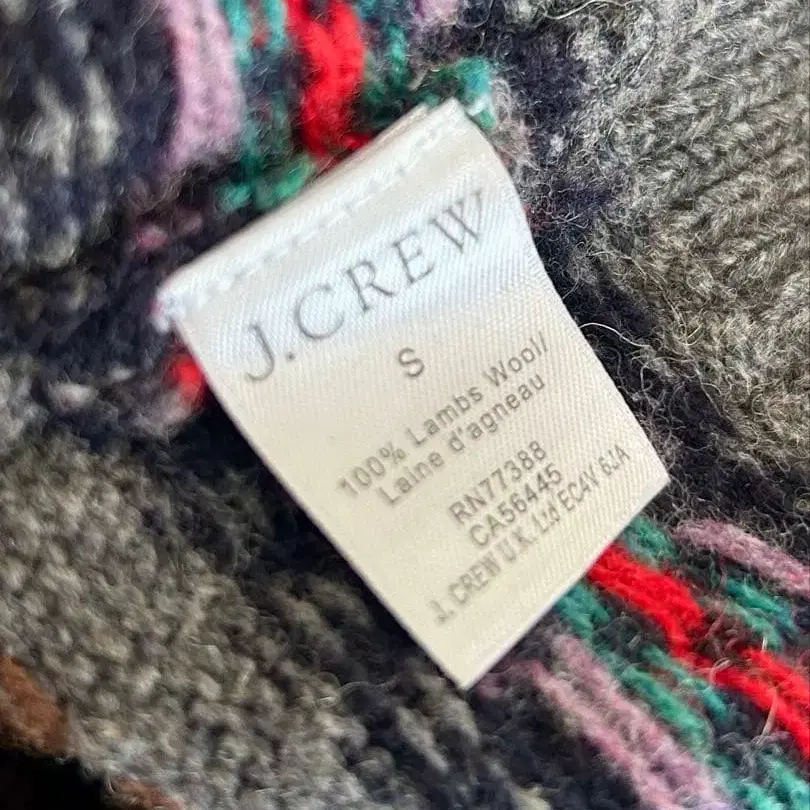 J.CREW
S
100% Lambs Wool/
Laine d'agneau
RN77388
CA56445
J. CREW U.K. Ltd EC4V 6JA